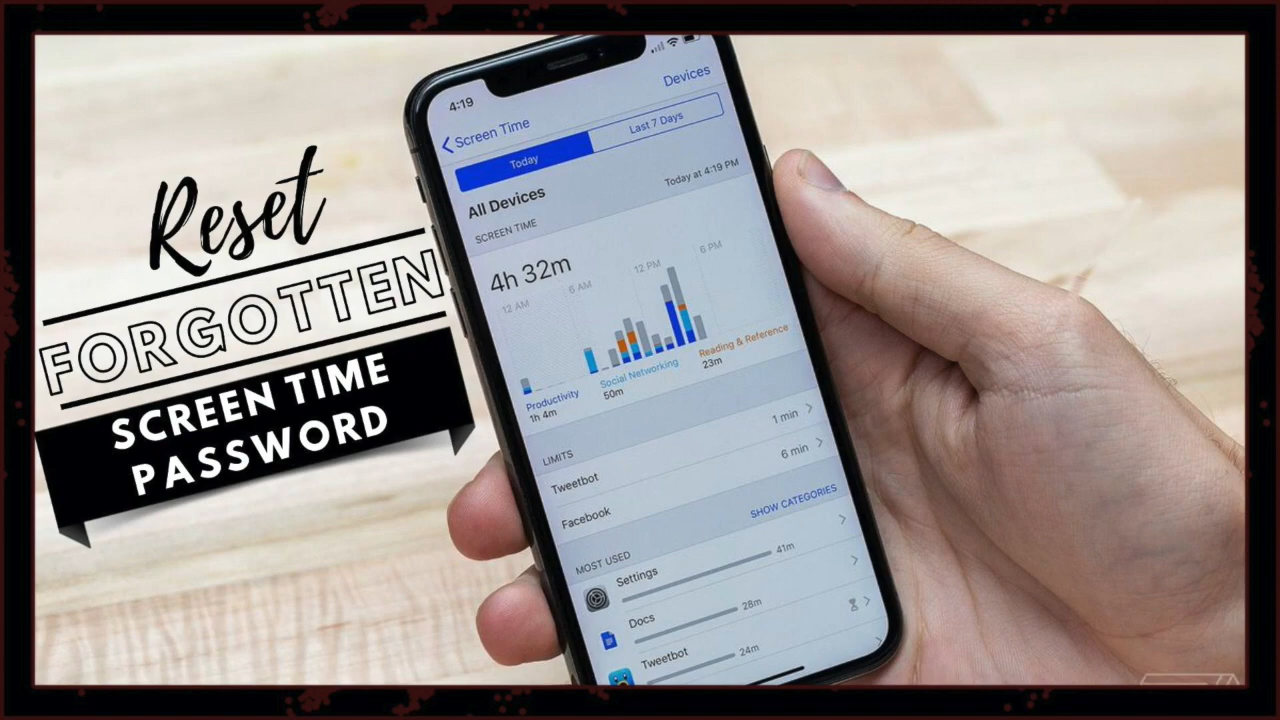 Reset
FORGOTTEN
SCREEN TIME
PASSWORD
4:19
Devices
Screen Time
Today
Last 7 Days
All Devices
Today at 4:19 PM
SCREEN TIME
4h 32m
12 AM
6 AM
12 PM
6 PM
Productivity
1h 4m
Social Networking
50m
Reading & Reference
23m
LIMITS
Tweetbot
1 min
Facebook
6 min
MOST USED
SHOW CATEGORIES
Settings
41m
Docs
28m
Tweetbot
24m